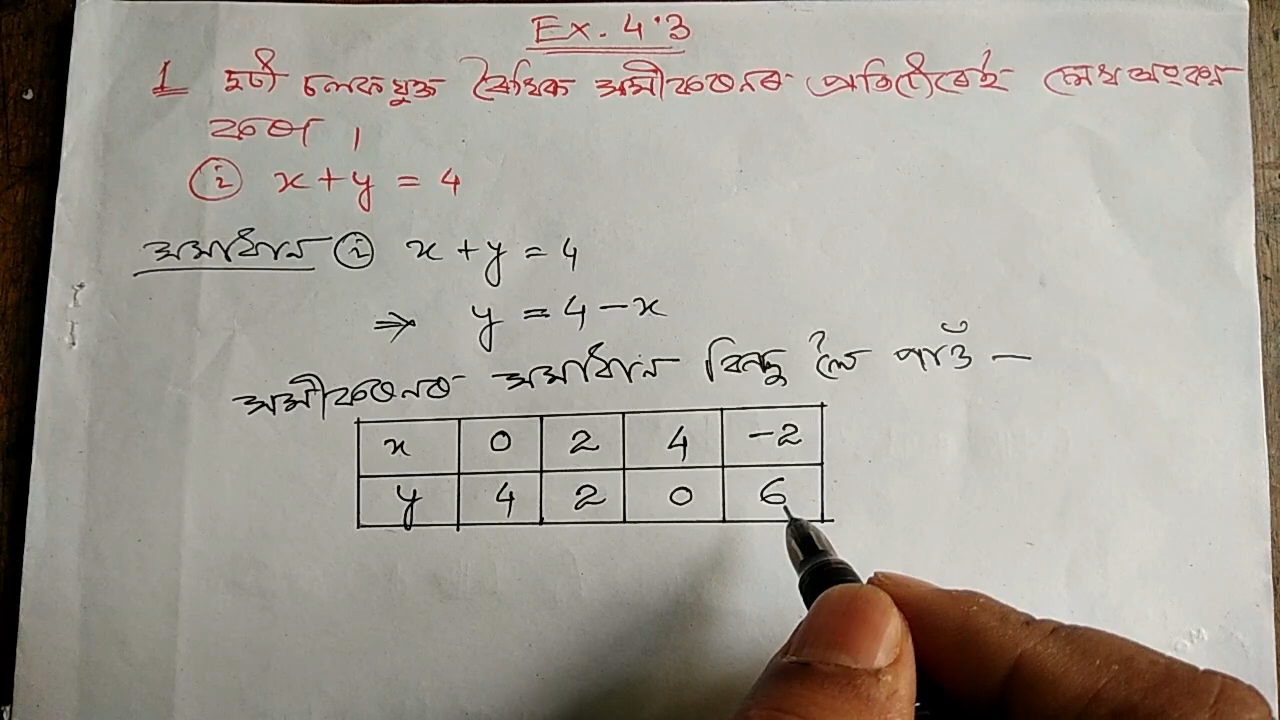 Ex. 4.3
1 দুটা চলকযুক্ত ৰৈখিক সমীকৰণৰ প্ৰতিটোৰেই লেখ অংকন
কৰা ।
(i) x + y = 4
সমাধান (i) x + y = 4
⇒ y = 4 - x
সমীকৰণৰ সমাধান বিন্দু লৈ পাওঁ —
x 0 2 4 -2
y 4 2 0 6